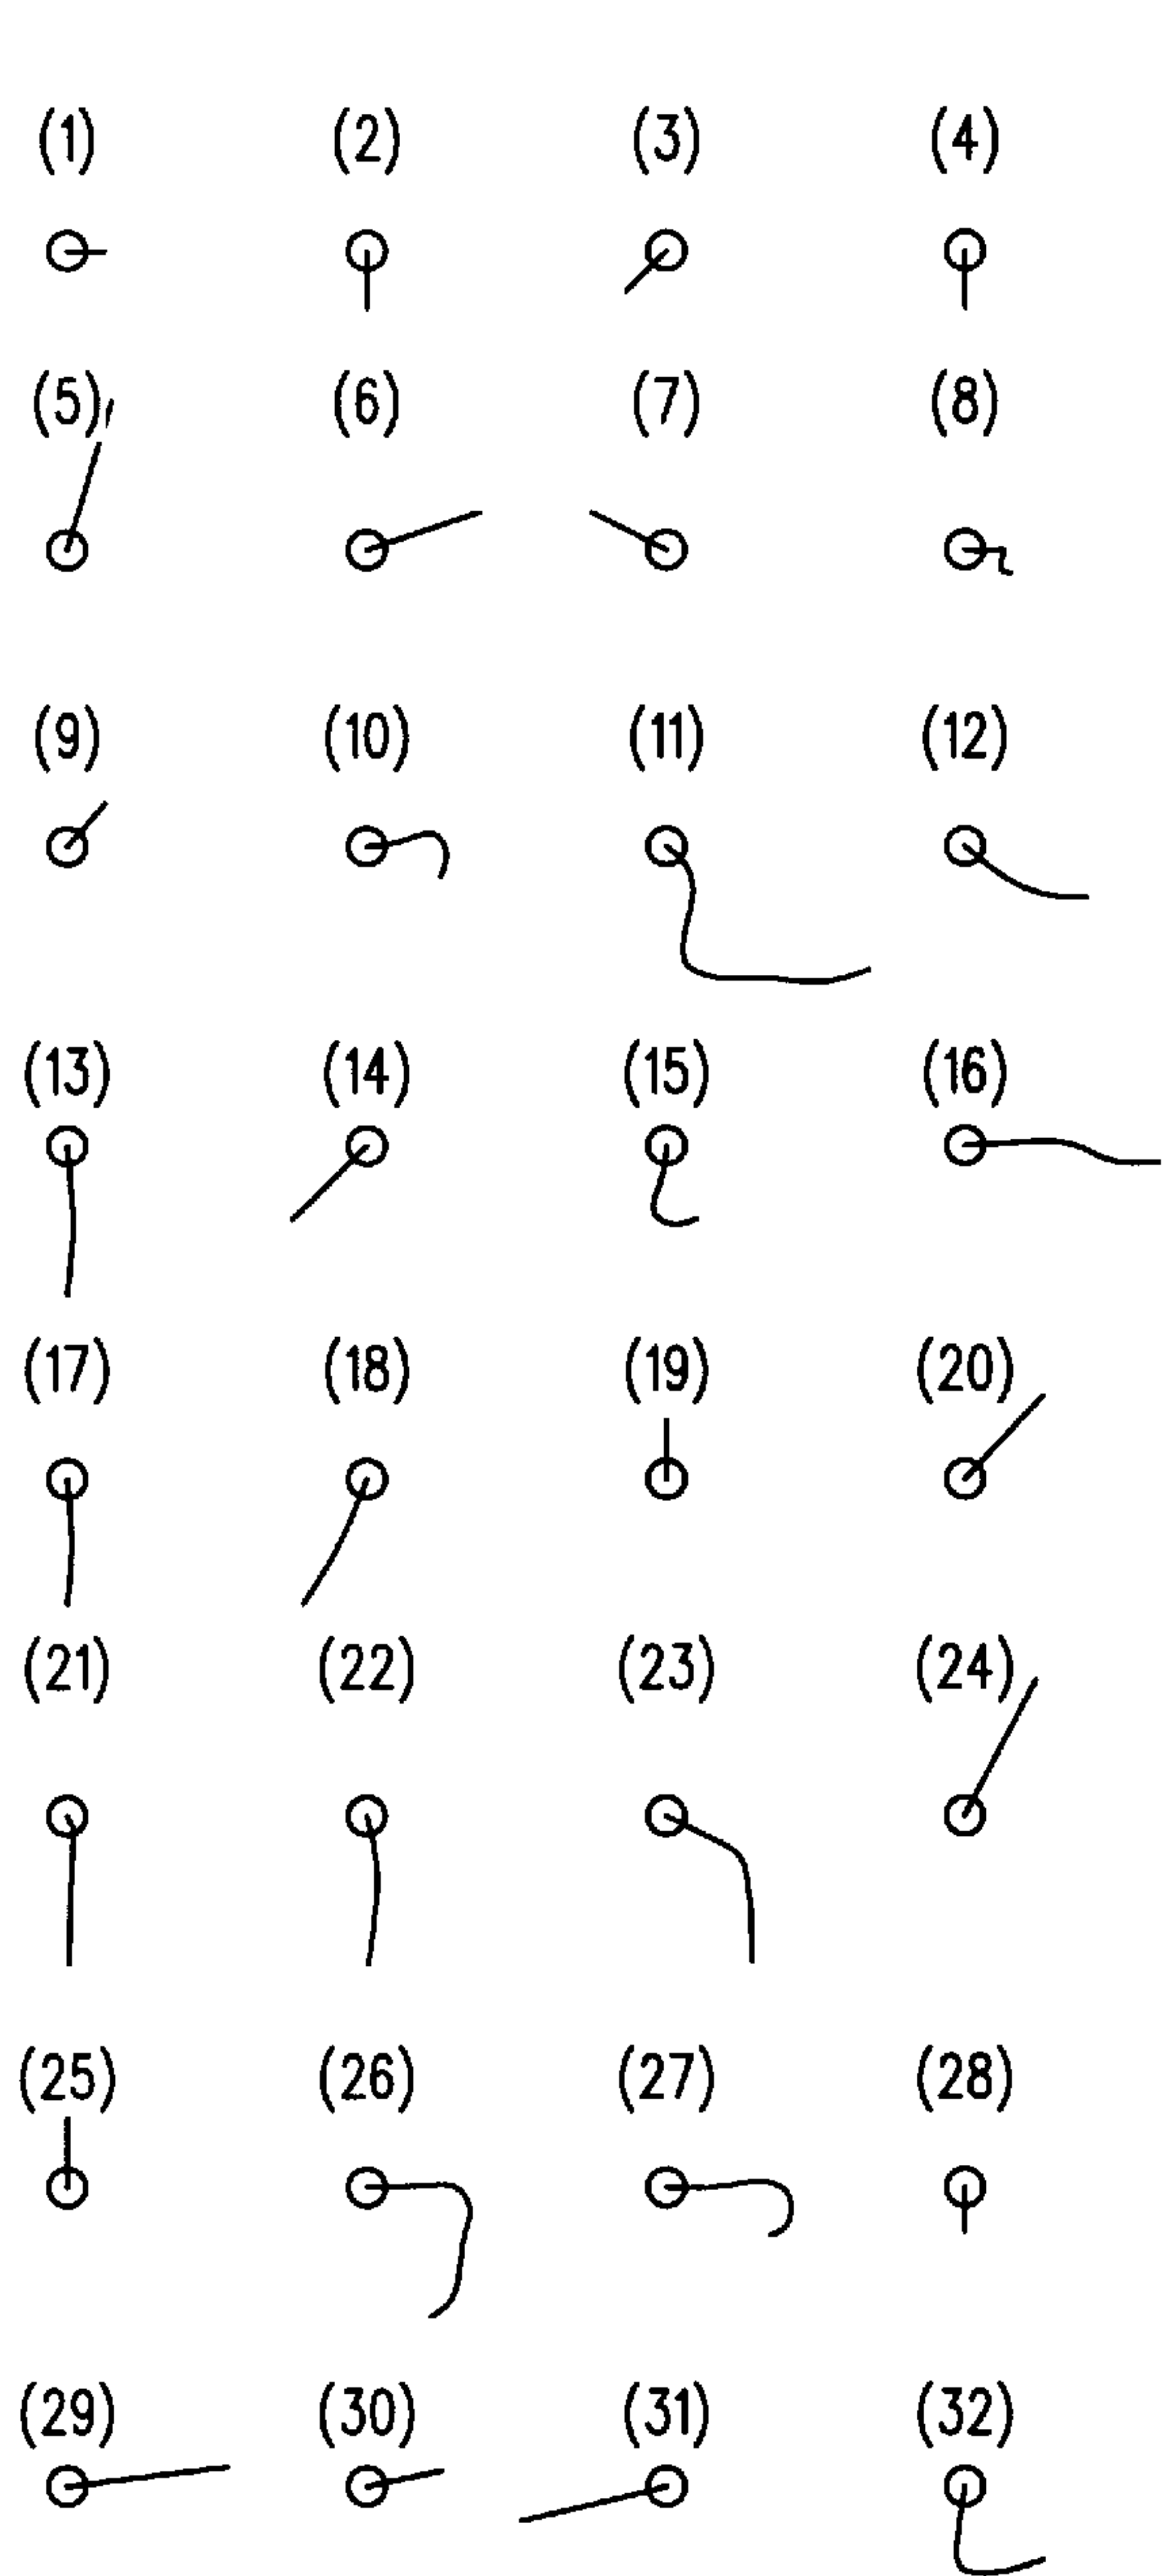 (1) (2) (3) (4)
(5) (6) (7) (8)
(9) (10) (11) (12)
(13) (14) (15) (16)
(17) (18) (19) (20)
(21) (22) (23) (24)
(25) (26) (27) (28)
(29) (30) (31) (32)